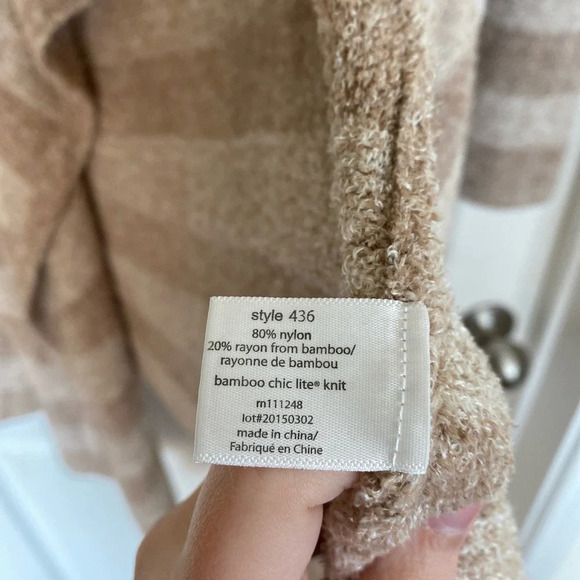 style 436
80% nylon
20% rayon from bamboo/
rayonne de bambou
bamboo chic lite® knit
rn111248
lot#20150302
made in china/
Fabriqué en Chine